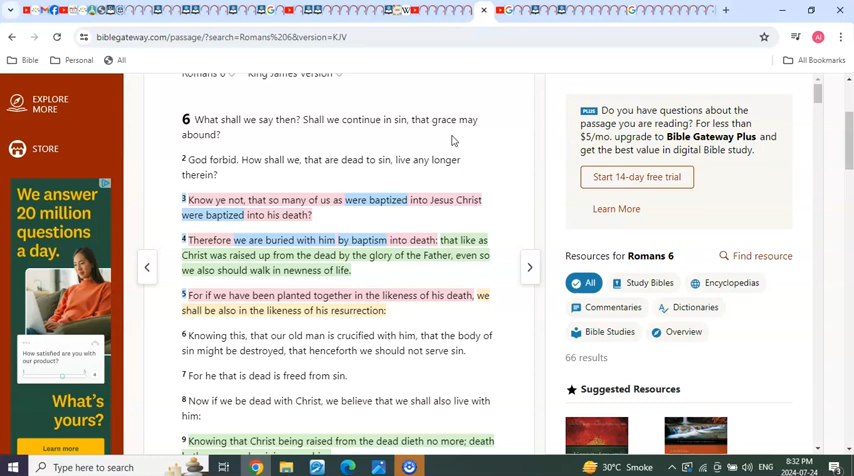 biblegateway.com/passage/?search=Romans%206&version=KJV
AI
Bible
Personal
All
All Bookmarks
EXPLORE
MORE
STORE
We answer
20 million
questions
a day.
How satisfied are you with
our product?
What's
yours?
Learn more
Romans 6
King James Version
6 What shall we say then? Shall we continue in sin, that grace may
abound?
2 God forbid. How shall we, that are dead to sin, live any longer
therein?
3 Know ye not, that so many of us as were baptized into Jesus Christ
were baptized into his death?
4 Therefore we are buried with him by baptism into death: that like as
Christ was raised up from the dead by the glory of the Father, even so
we also should walk in newness of life.
5 For if we have been planted together in the likeness of his death, we
shall be also in the likeness of his resurrection:
6 Knowing this, that our old man is crucified with him, that the body of
sin might be destroyed, that henceforth we should not serve sin.
7 For he that is dead is freed from sin.
8 Now if we be dead with Christ, we believe that we shall also live with
him:
9 Knowing that Christ being raised from the dead dieth no more; death
PLUS Do you have questions about the
passage you are reading? For less than
$5/mo. upgrade to Bible Gateway Plus and
get the best value in digital Bible study.
Start 14-day free trial
Learn More
Resources for Romans 6
Find resource
All
Study Bibles
Encyclopedias
Commentaries
Dictionaries
Bible Studies
Overview
66 results
Suggested Resources
Type here to search
30°C Smoke
ENG
8:32 PM
2024-07-24
3